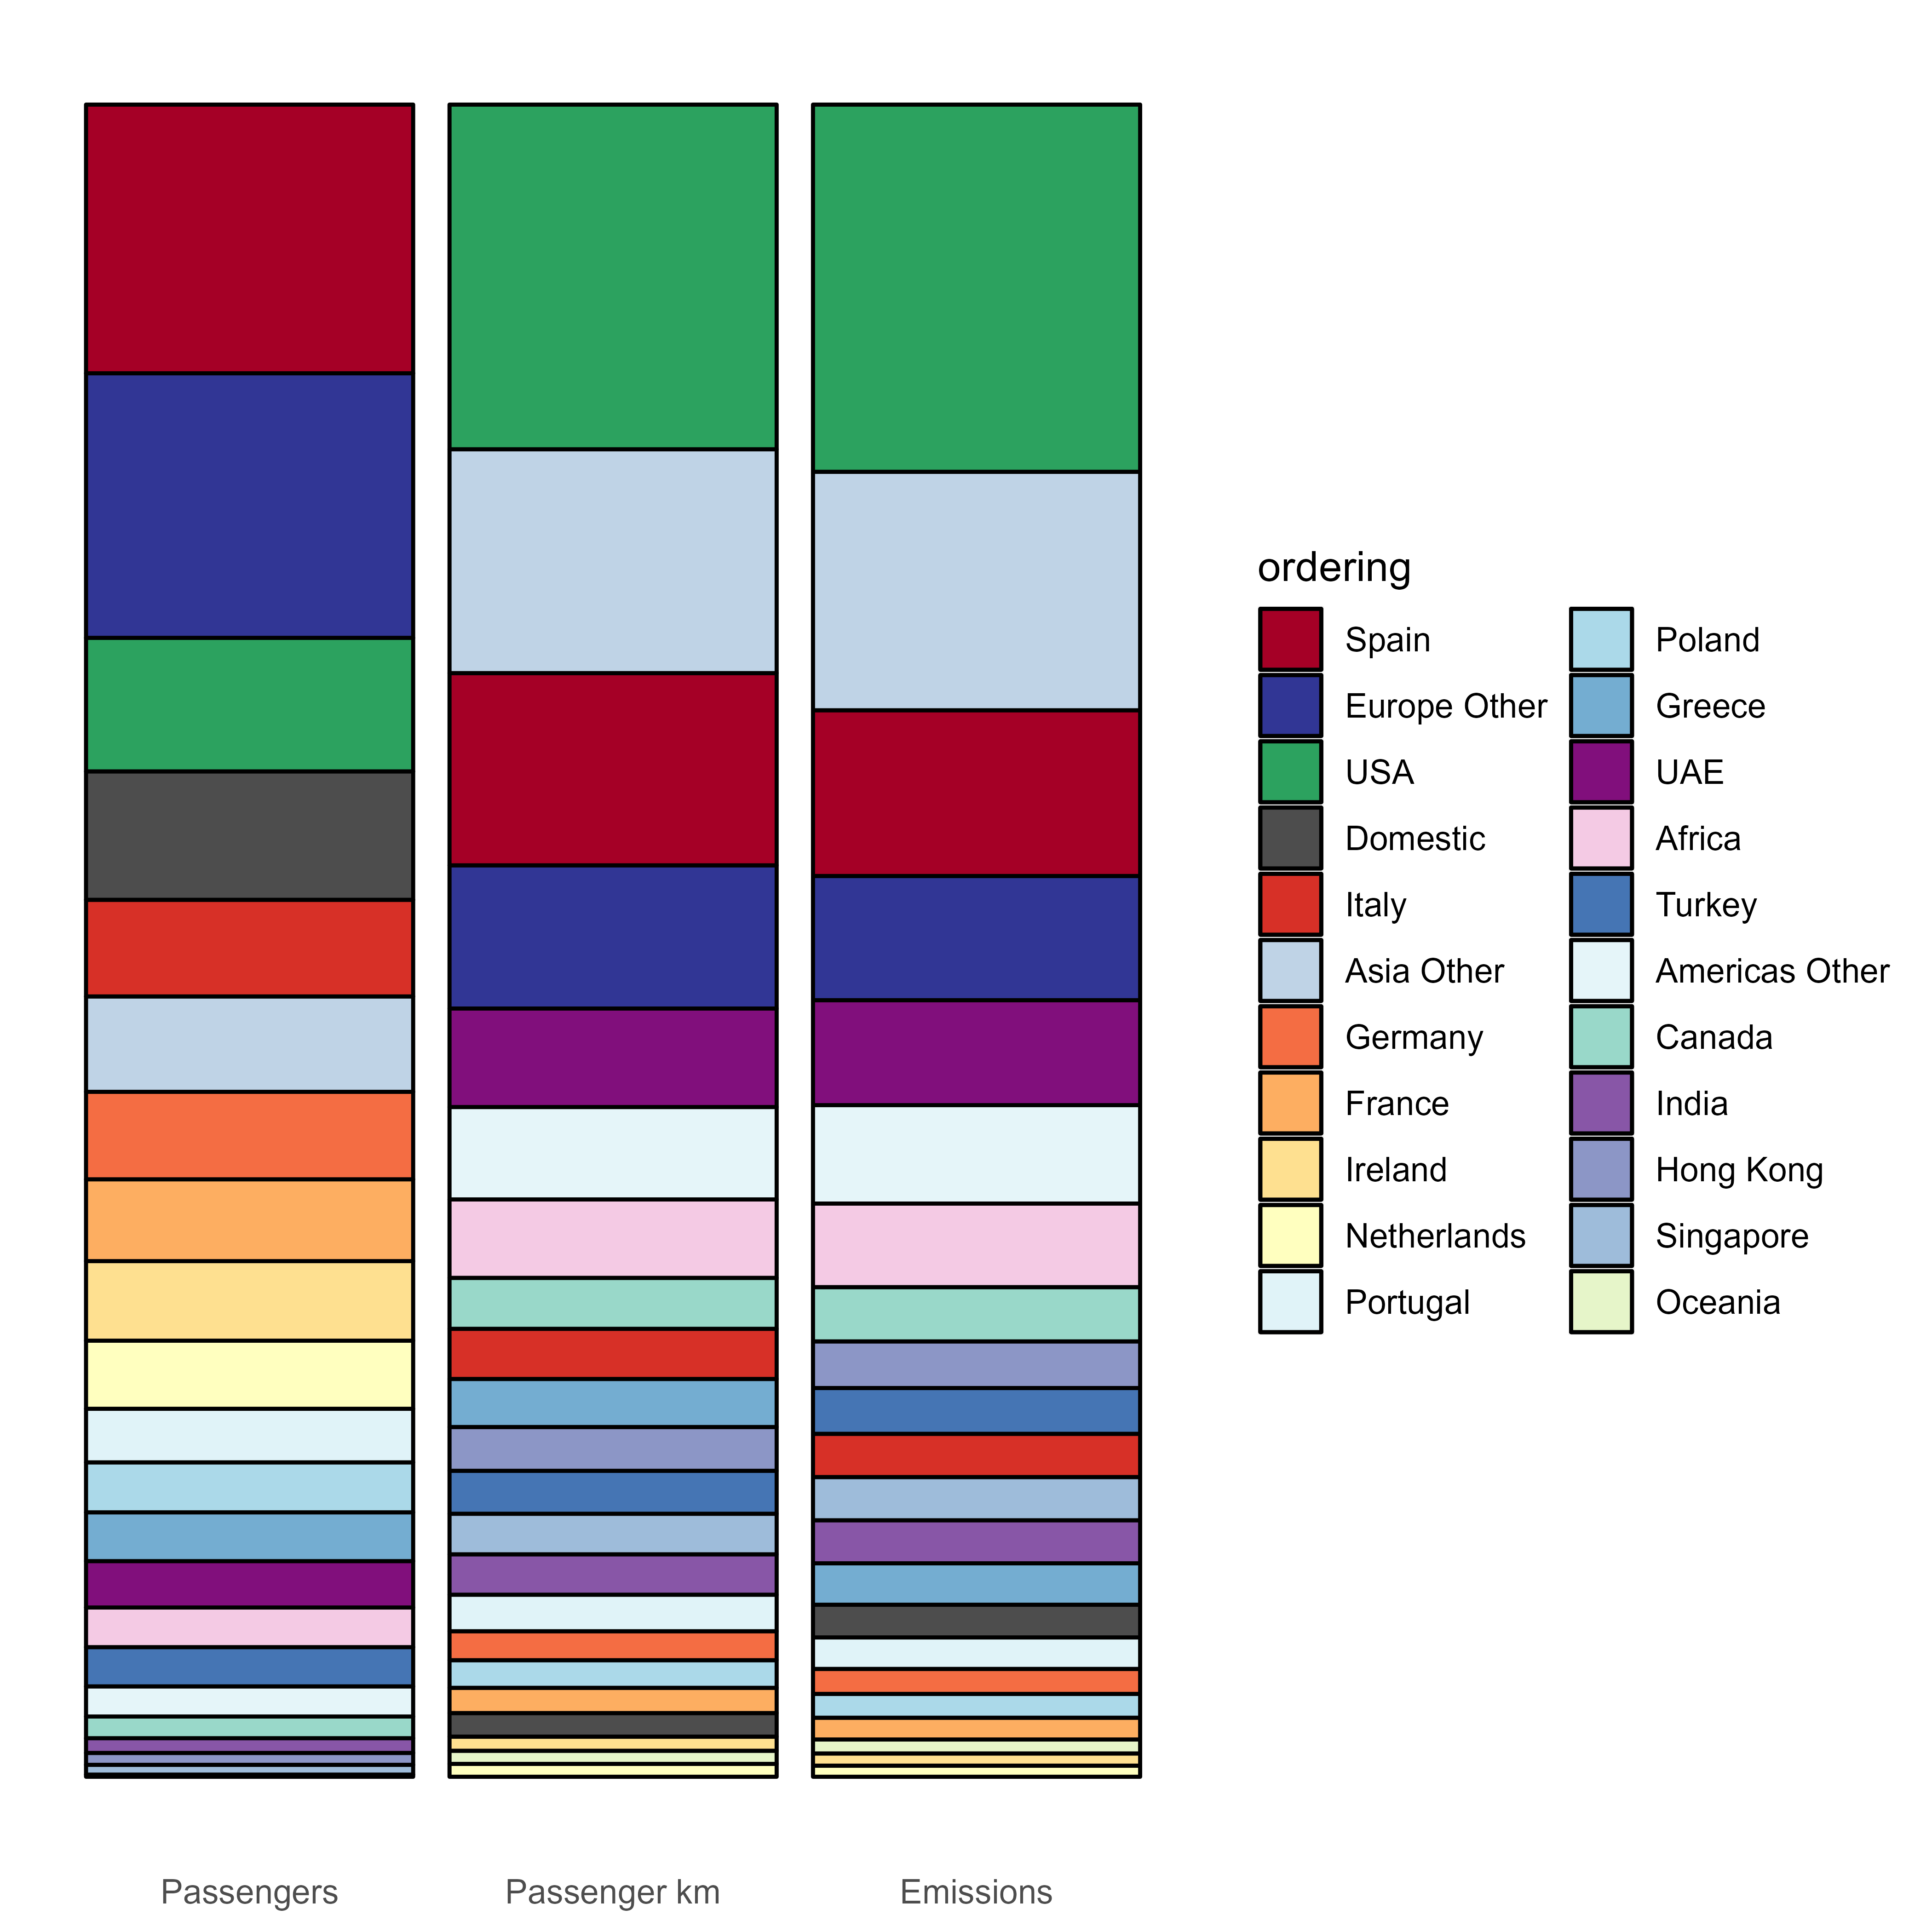 ordering
Spain
Europe Other
USA
Domestic
Italy
Asia Other
Germany
France
Ireland
Netherlands
Portugal
Poland
Greece
UAE
Africa
Turkey
Americas Other
Canada
India
Hong Kong
Singapore
Oceania
Passengers
Passenger km
Emissions